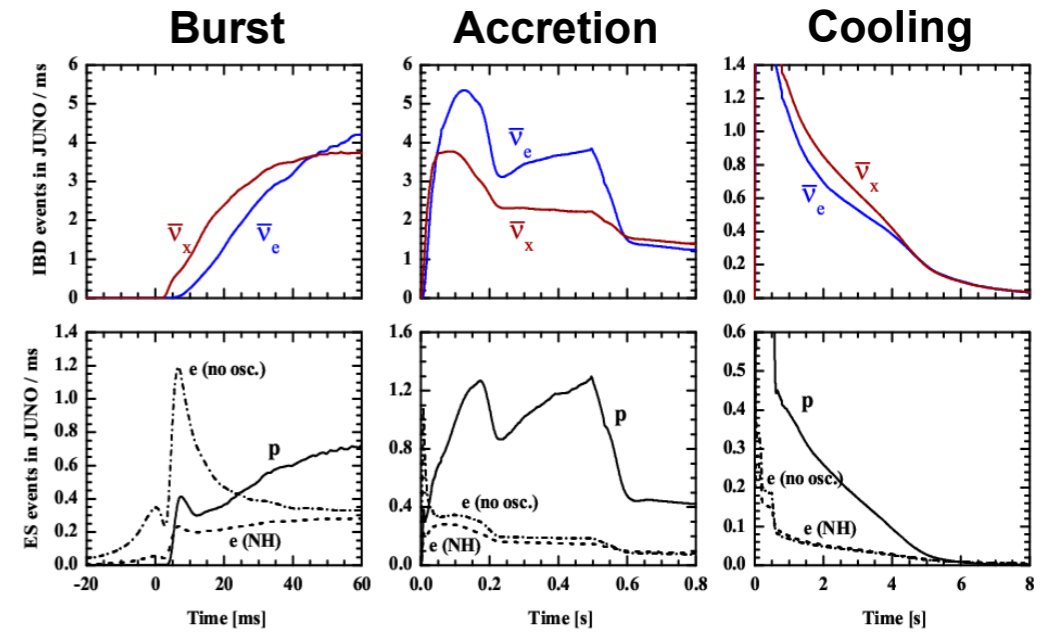 Burst Accretion Cooling
IBD events in JUNO / ms
6
5
4
3
2
1
0
ν̅x
ν̅e
6
5
4
3
2
1
0
ν̅e
ν̅x
1.4
1.2
1.0
0.8
0.6
0.4
0.2
0.0
ν̅x
ν̅e
ES events in JUNO / ms
1.4
1.2
1.0
0.8
0.6
0.4
0.2
0.0
e (no osc.)
p
e (NH)
-20 0 20 40 60
Time [ms]
1.6
1.2
0.8
0.4
0.0
p
e (no osc.)
e (NH)
0.0 0.2 0.4 0.6 0.8
Time [s]
0.6
0.5
0.4
0.3
0.2
0.1
0.0
p
e (no osc.)
e (NH)
0 2 4 6 8
Time [s]